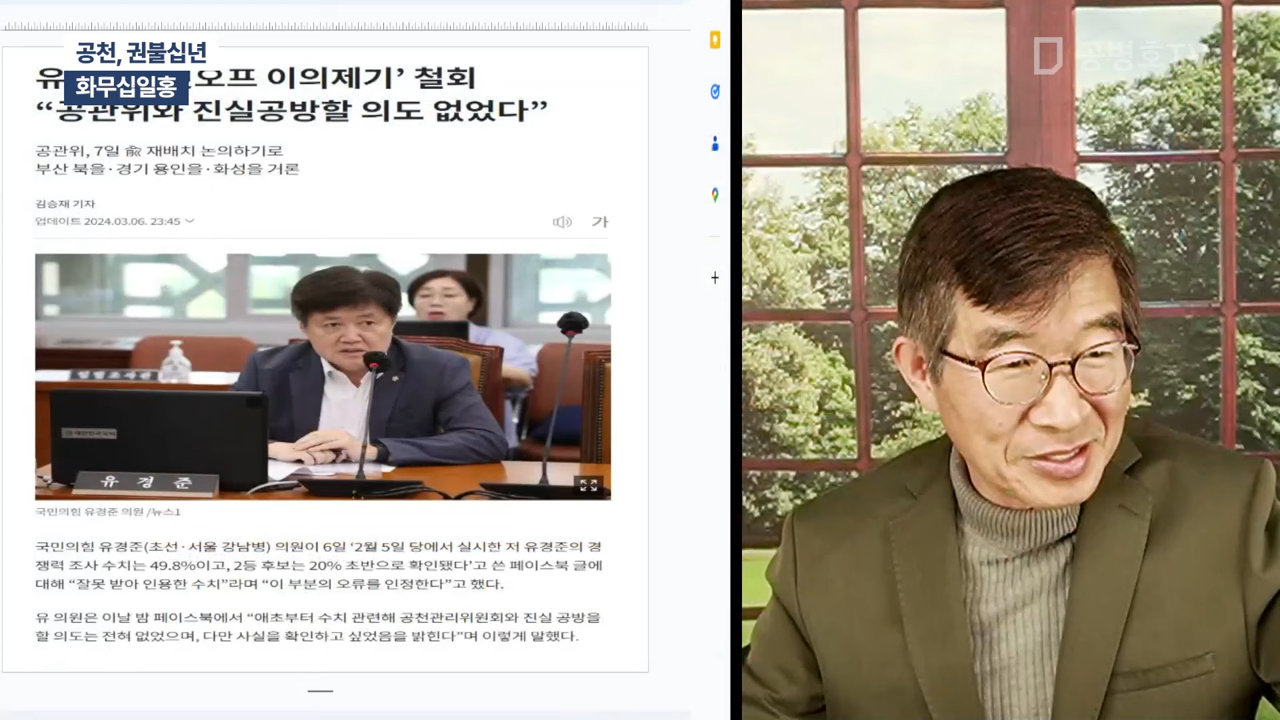 공천, 권불십년
화무십일홍
유 오프 이의제기’ 철회
“공관위와 진실공방할 의도 없었다”
공관위, 7일 兪 재배치 논의하기로
부산 북을·경기 용인을·화성을 거론
김승재 기자
업데이트 2024.03.06. 23:45
가
유 경 준
국민의힘 유경준 의원 /뉴스1
국민의힘 유경준(초선·서울 강남병) 의원이 6일 ‘2월 5일 당에서 실시한 저 유경준의 경
쟁력 조사 수치는 49.8%이고, 2등 후보는 20% 초반으로 확인됐다’고 쓴 페이스북 글에
대해 “잘못 받아 인용한 수치”라며 “이 부분의 오류를 인정한다”고 했다.
유 의원은 이날 밤 페이스북에서 “애초부터 수치 관련해 공천관리위원회와 진실 공방을
할 의도는 전혀 없었으며, 다만 사실을 확인하고 싶었음을 밝힌다”며 이렇게 말했다.
공병호TV